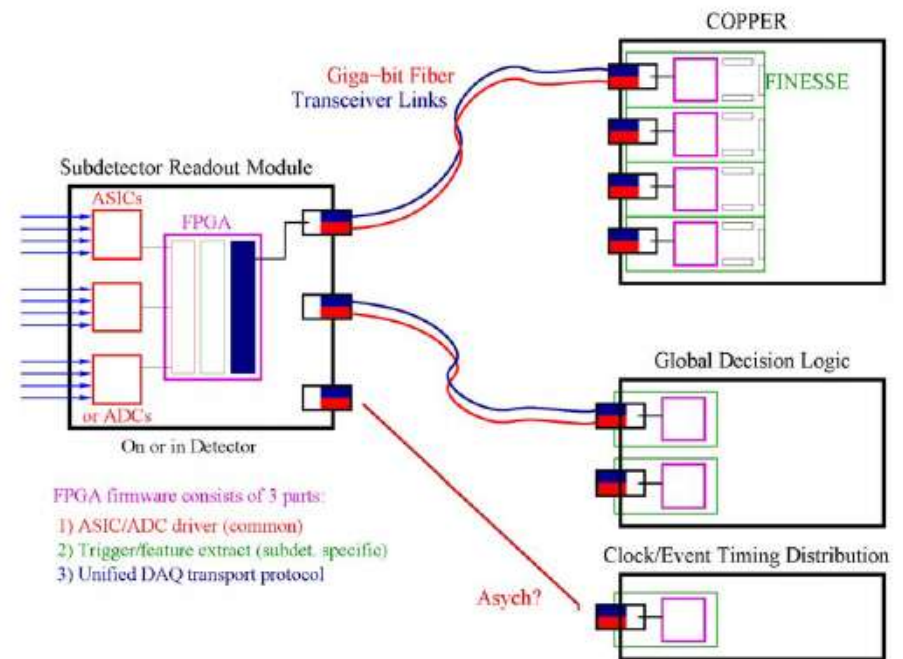 COPPER
Giga-bit Fiber
Transceiver Links
FINESSE
Subdetector Readout Module
ASICs
FPGA
or ADCs
On or in Detector
Global Decision Logic
FPGA firmware consists of 3 parts:
1) ASIC/ADC driver (common)
2) Trigger/feature extract (subdet. specific)
3) Unified DAQ transport protocol
Clock/Event Timing Distribution
Asych?